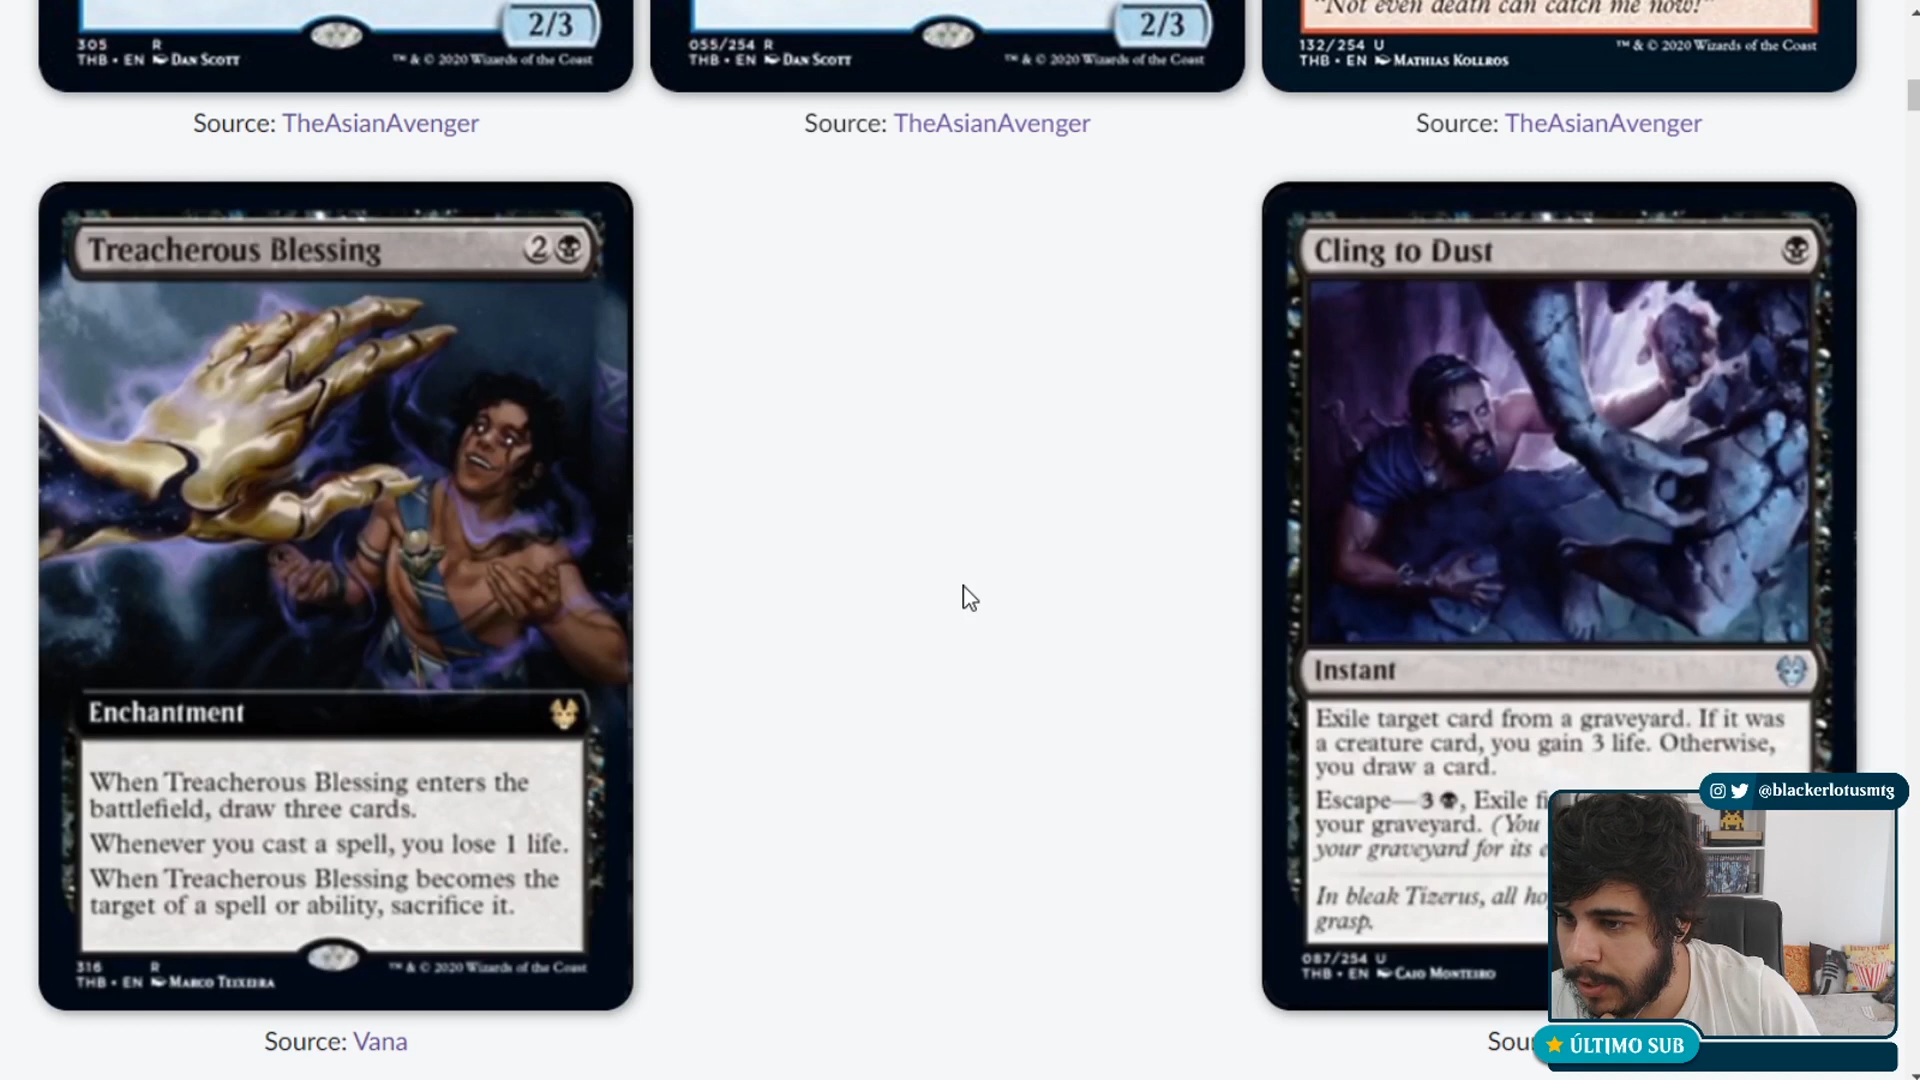 "Not even death can catch me now!"
2/3
2/3
305 R
THB • EN DAN SCOTT
™ & © 2020 Wizards of the Coast
055/254 R
THB • EN DAN SCOTT
™ & © 2020 Wizards of the Coast
132/254 U
THB • EN MATHIAS KOLLROS
™ & © 2020 Wizards of the Coast
Source: TheAsianAvenger
Source: TheAsianAvenger
Source: TheAsianAvenger
Treacherous Blessing 2
Enchantment
When Treacherous Blessing enters the
battlefield, draw three cards.
Whenever you cast a spell, you lose 1 life.
When Treacherous Blessing becomes the
target of a spell or ability, sacrifice it.
316 R
THB • EN MARCO TEIXEIRA
™ & © 2020 Wizards of the Coast
Source: Vana
Cling to Dust
Instant
Exile target card from a graveyard. If it was
a creature card, you gain 3 life. Otherwise,
you draw a card.
Escape—3 , Exile
your graveyard. (You
your graveyard for its
In bleak Tizerus, all
grasp.
087/254 U
THB • EN CAIO MONTEIRO
@blackerlotusmtg
ÚLTIMO SUB